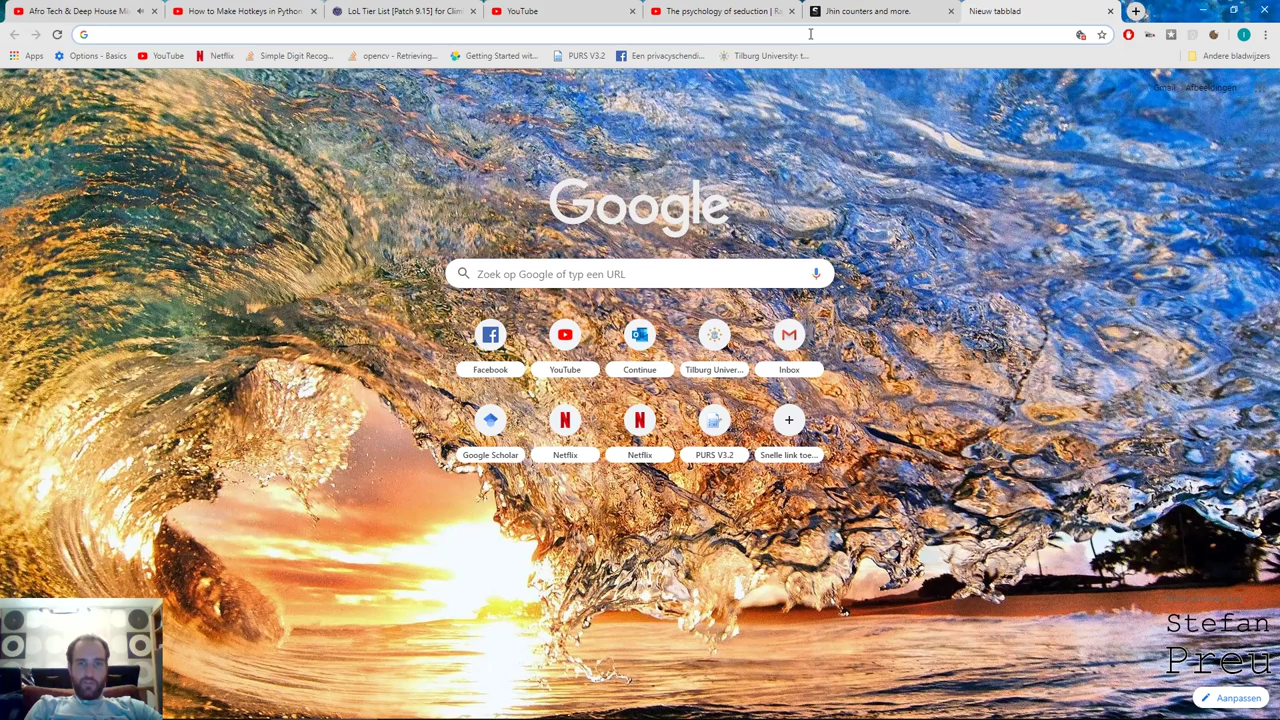 Afro Tech & Deep House Mi
How to Make Hotkeys in Python
LoL Tier List [Patch 9.15] for Clim
YouTube
The psychology of seduction | Ra
Jhin counters and more.
Nieuw tabblad
Apps
Options - Basics
YouTube
Netflix
Simple Digit Recog...
opencv - Retrieving...
Getting Started wit...
PURS V3.2
Een privacyschendi...
Tilburg University: t...
Andere bladwijzers
Gmail
Afbeeldingen
Google
Zoek op Google of typ een URL
Facebook
YouTube
Continue
Tilburg Univer...
Inbox
Google Scholar
Netflix
Netflix
PURS V3.2
Snelle link toe...
Stefan
Preu
Aanpassen